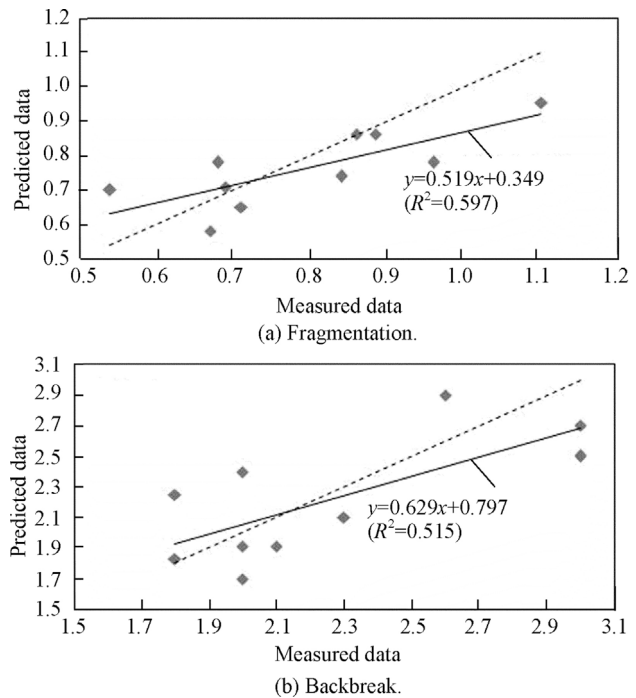 1.2
1.1
1.0
0.9
0.8
0.7
0.6
0.5
Predicted data
y=0.519x+0.349
(R²=0.597)
0.5 0.6 0.7 0.8 0.9 1.0 1.1 1.2
Measured data
(a) Fragmentation.
3.1
2.9
2.7
2.5
2.3
2.1
1.9
1.7
1.5
Predicted data
y=0.629x+0.797
(R²=0.515)
1.5 1.7 1.9 2.1 2.3 2.5 2.7 2.9 3.1
Measured data
(b) Backbreak.